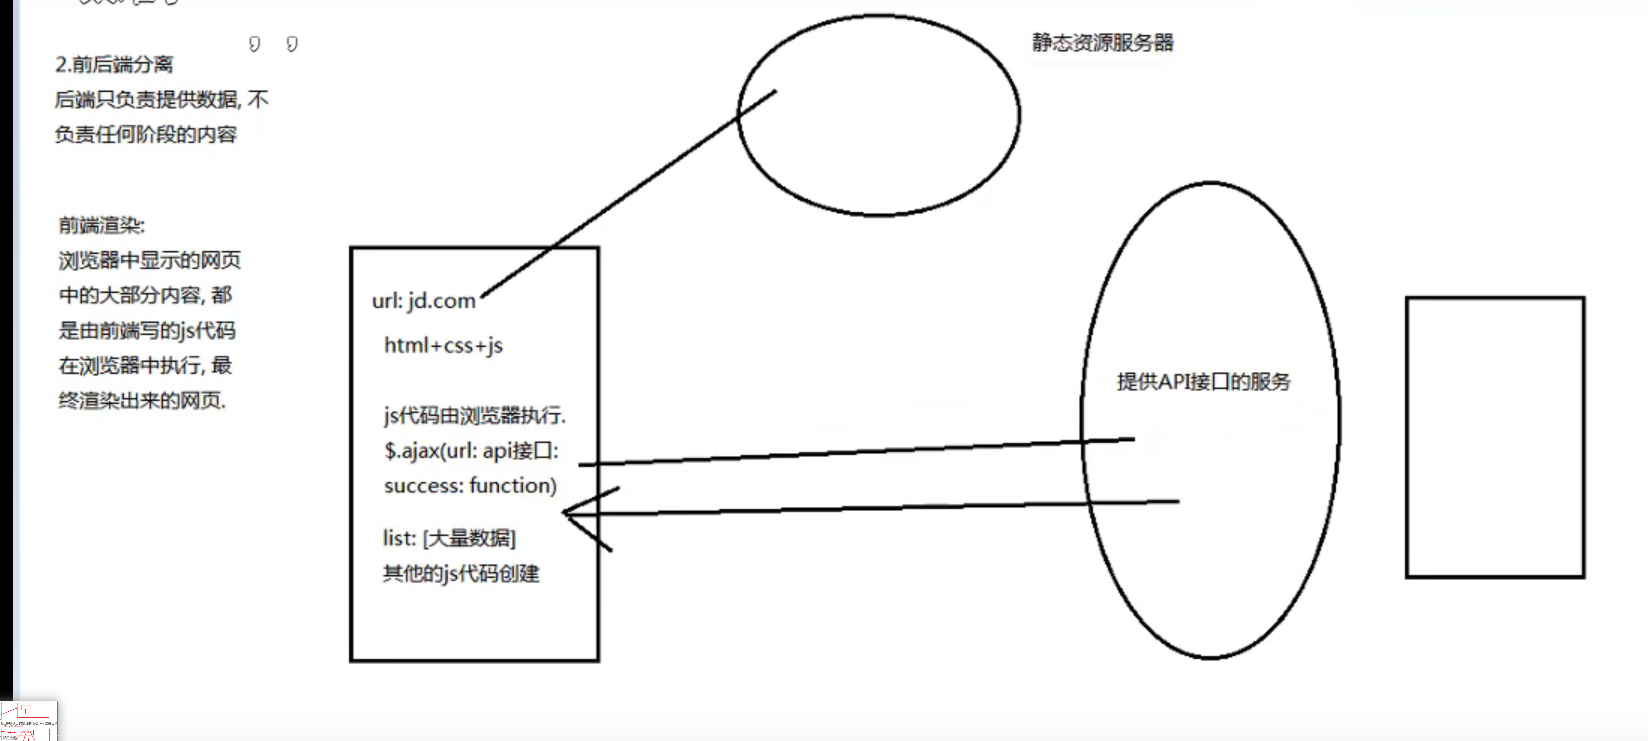 2.前后端分离
后端只负责提供数据, 不
负责任何阶段的内容
前端渲染:
浏览器中显示的网页
中的大部分内容, 都
是由前端写的js代码
在浏览器中执行, 最
终渲染出来的网页.
静态资源服务器
url: jd.com
html+css+js
js代码由浏览器执行.
$.ajax(url: api接口:
success: function)
list: [大量数据]
其他的js代码创建
提供API接口的服务